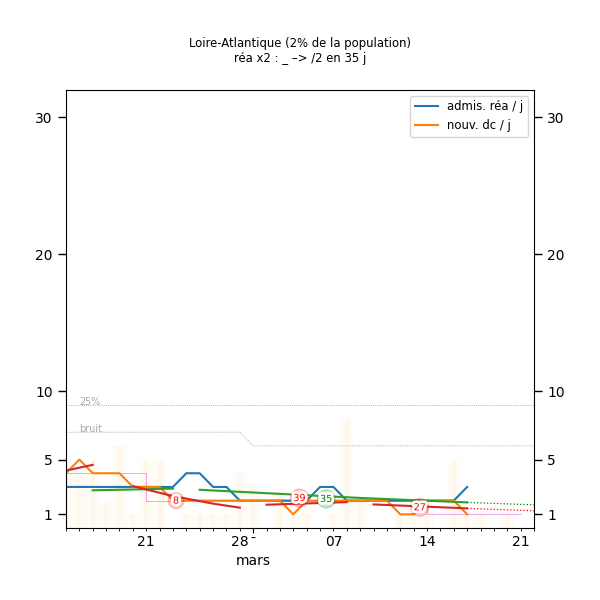 Loire-Atlantique (2% de la population)
réa x2 : _ –> /2 en 35 j
admis. réa / j
nouv. dc / j
30 30
20 20
10 10
25%
bruit
5 5
8 39 35 27
1 1
21 28 07 14 21
mars